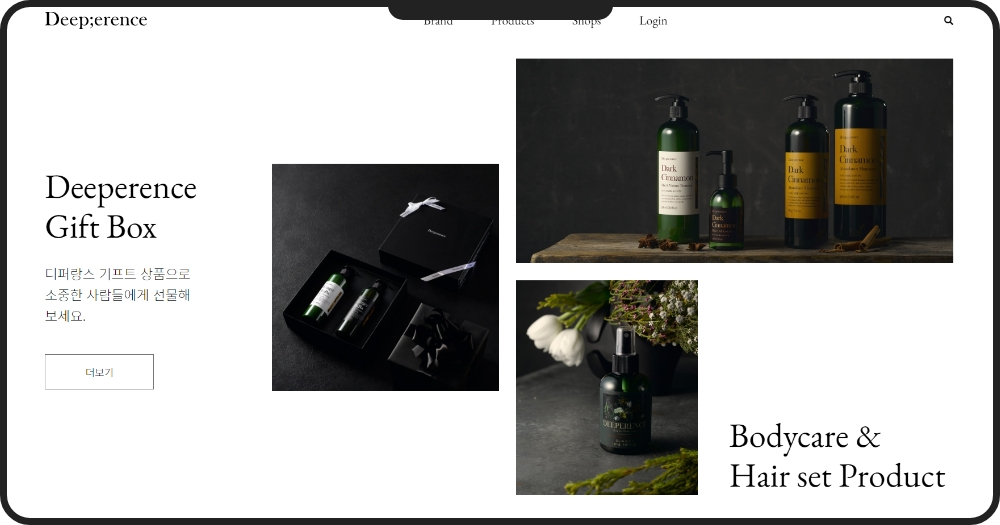 Deep;erence
Brand Products Shops Login
Deeperence
Gift Box
디퍼랑스 기프트 상품으로
소중한 사람들에게 선물해
보세요.
더보기
Dark
Cinnamon
Dark
Cinnamon
Dark
Cinnamon
Dark
Cinnamon
DEEPERENCE
Bodycare &
Hair set Product